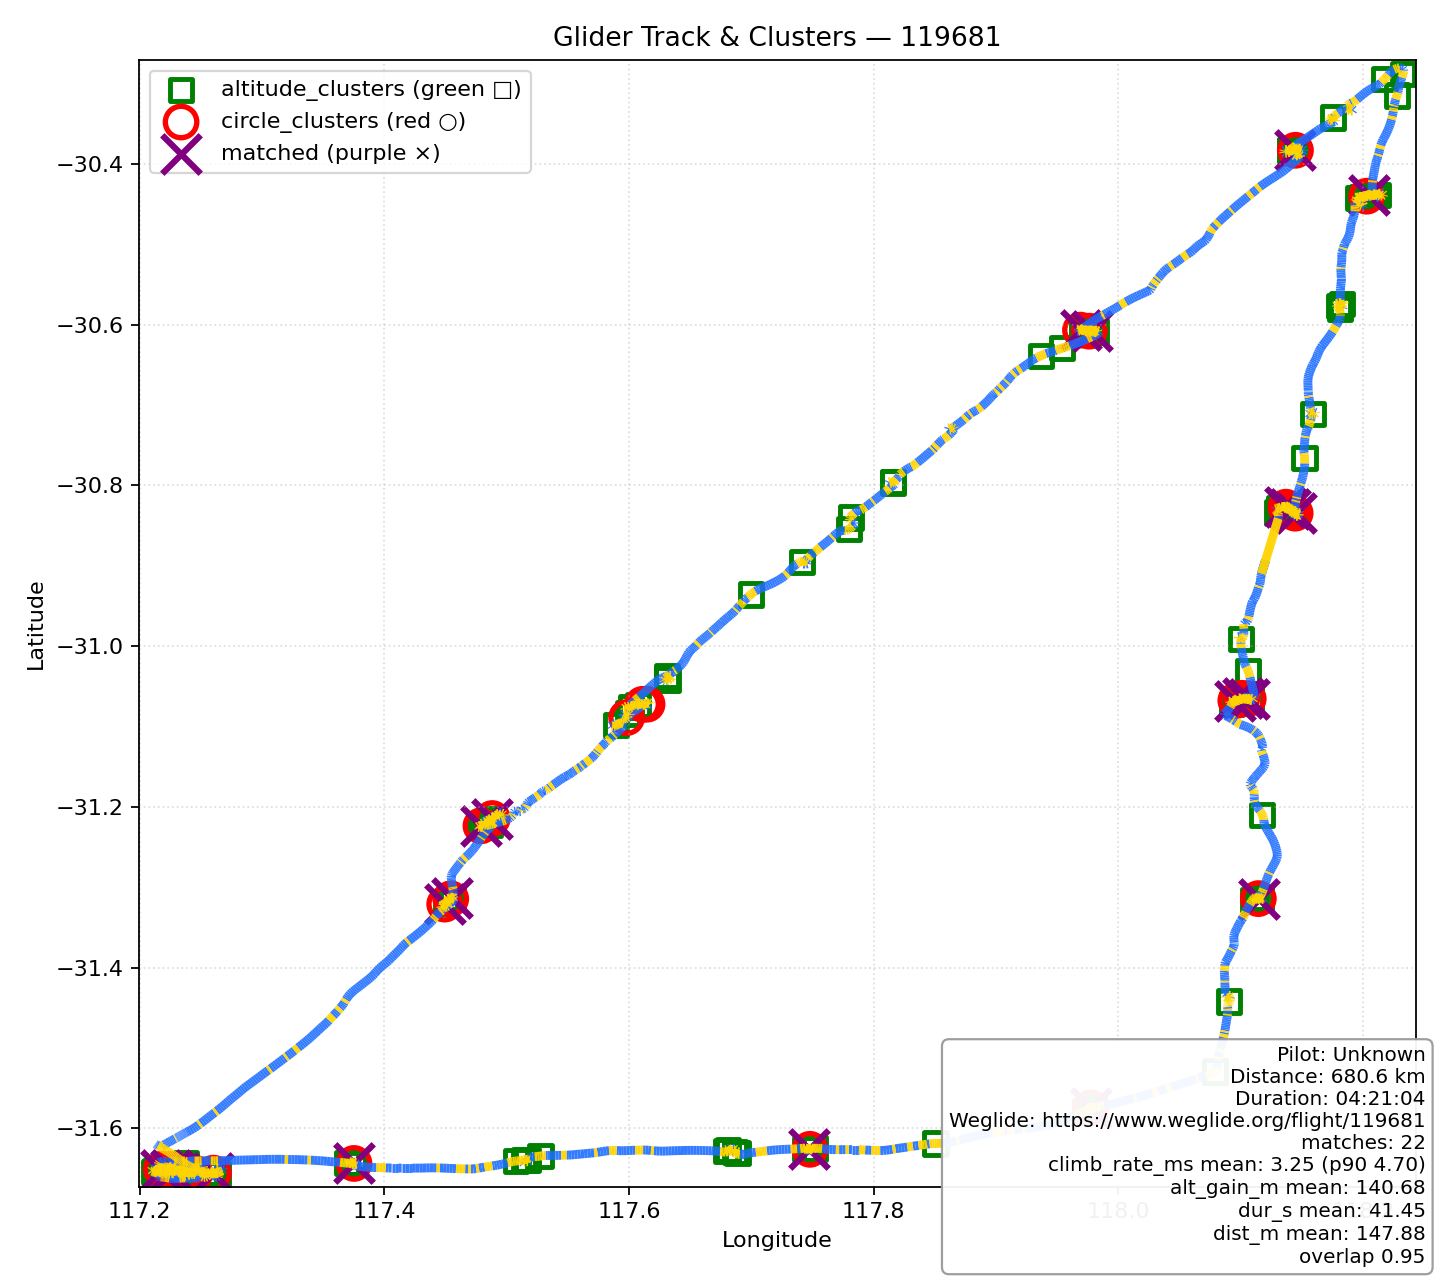 Glider Track & Clusters — 119681
altitude_clusters (green □)
circle_clusters (red ○)
matched (purple ×)
−30.4
−30.6
−30.8
−31.0
−31.2
−31.4
−31.6
Latitude
117.2
117.4
117.6
117.8
118.0
Longitude
Pilot: Unknown
Distance: 680.6 km
Duration: 04:21:04
Weglide: https://www.weglide.org/flight/119681
matches: 22
climb_rate_ms mean: 3.25 (p90 4.70)
alt_gain_m mean: 140.68
dur_s mean: 41.45
dist_m mean: 147.88
overlap 0.95